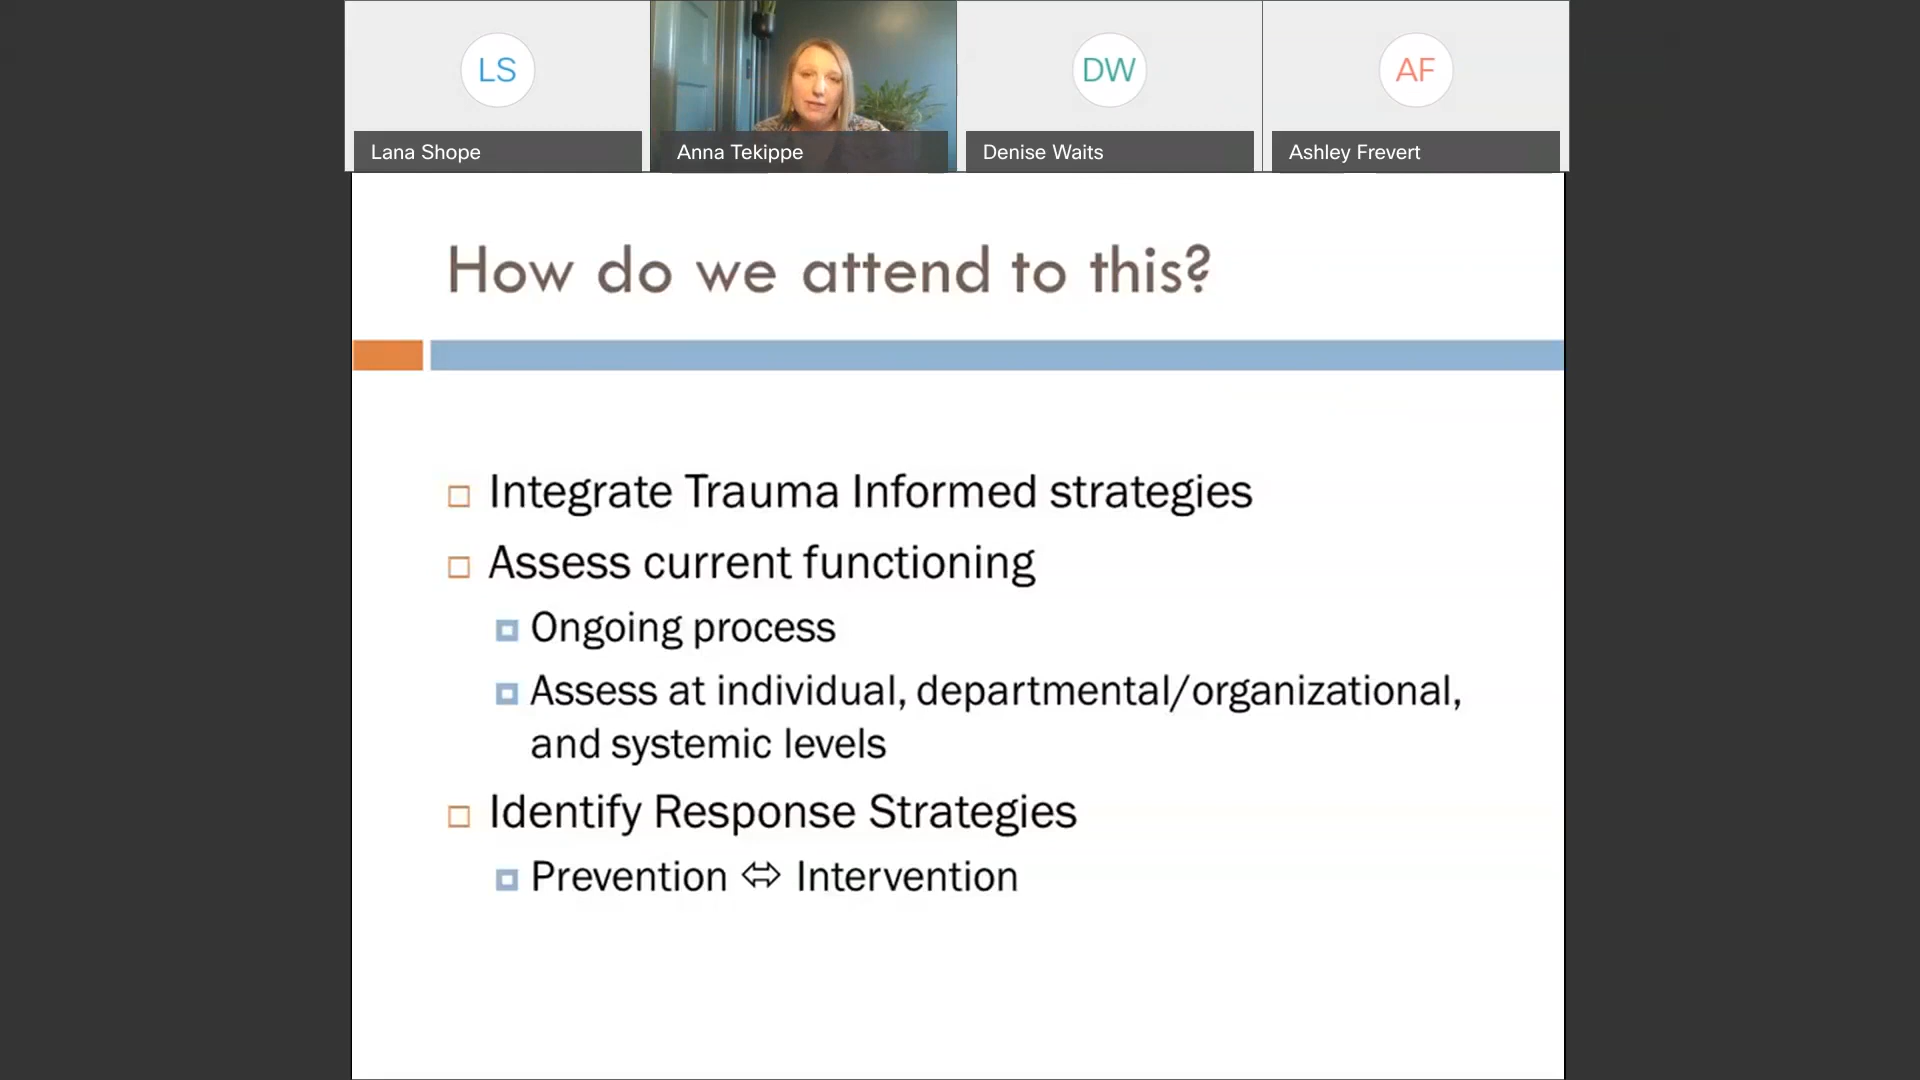 LS
DW
AF
Lana Shope
Anna Tekippe
Denise Waits
Ashley Frevert
How do we attend to this?
Integrate Trauma Informed strategies
Assess current functioning
Ongoing process
Assess at individual, departmental/organizational,
and systemic levels
Identify Response Strategies
Prevention ⇔ Intervention